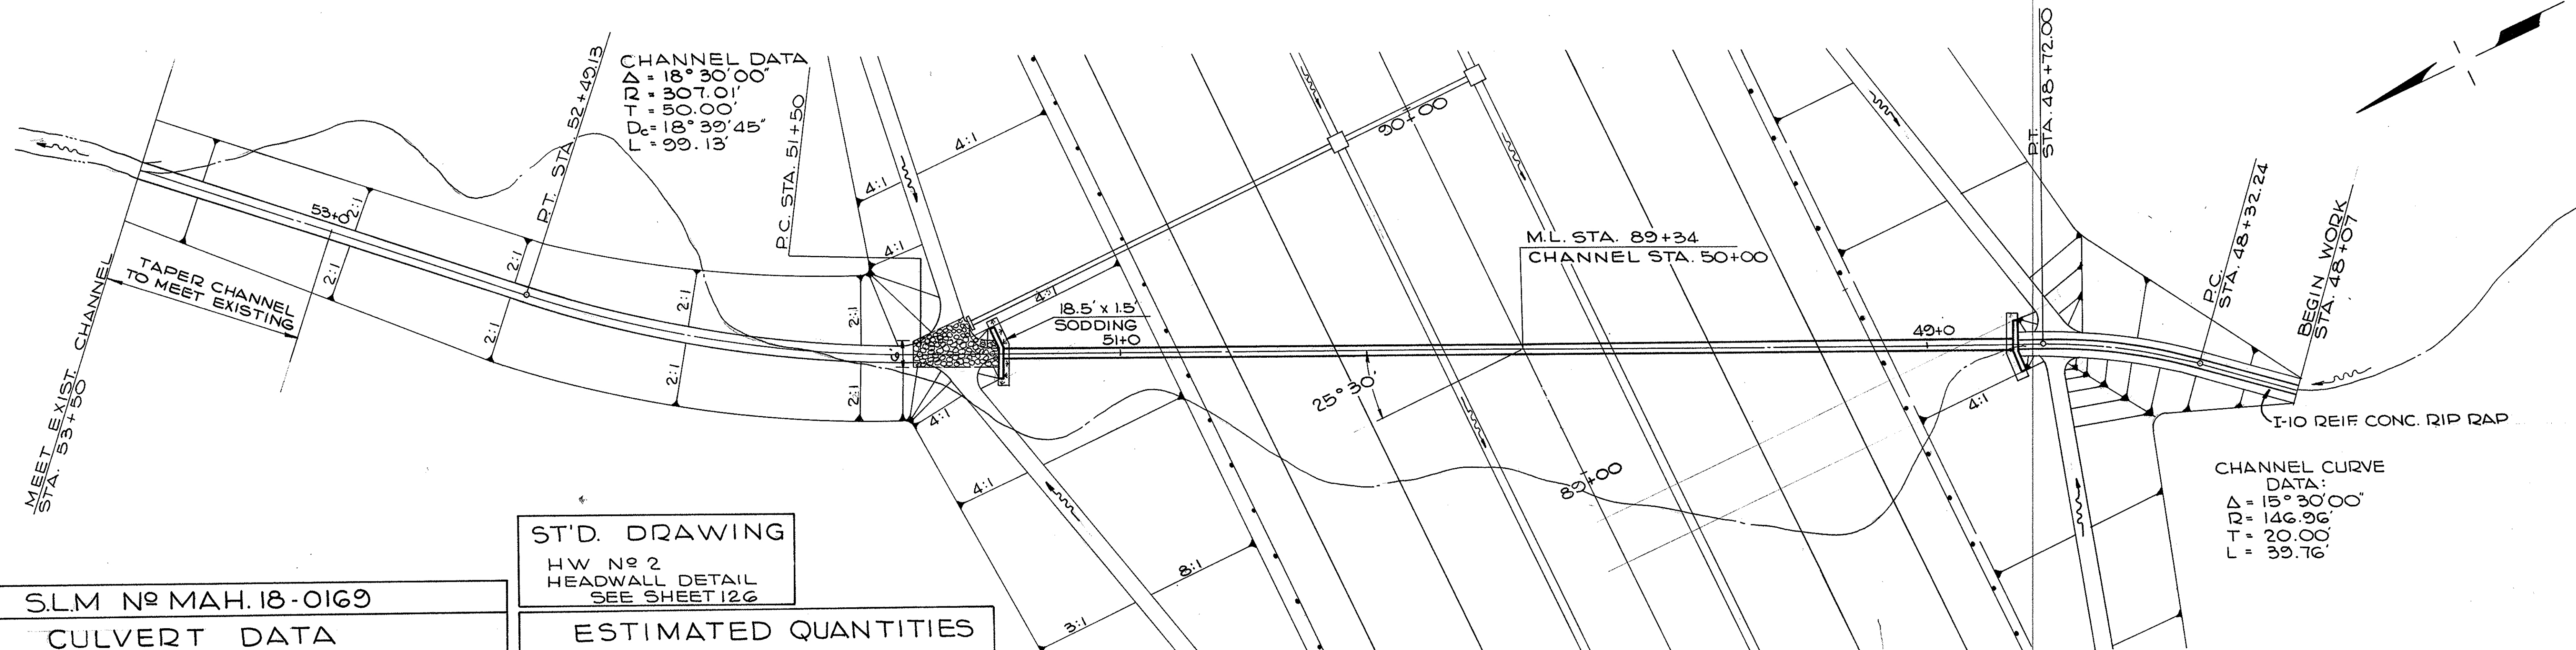 CHANNEL DATA
Δ = 18° 30' 00"
R = 307.01'
T = 50.00'
Dc = 18° 39' 45"
L = 99.13'
P.T. STA. 52+49.13
P.C. STA. 51+50
53+0
2:1
2:1
2:1
2:1
2:1
2:1
2:1
2:1
TAPER CHANNEL
TO MEET EXISTING
MEET EXIST. CHANNEL
STA. 53+50
4:1
4:1
4:1
4:1
18.5' x 1.5'
SODDING
51+0
6'
4:1
4:1
8:1
3:1
90+00
M.L. STA. 89+34
CHANNEL STA. 50+00
25° 30'
89+00
49+0
4:1
P.T.
STA. 48+72.00
P.C.
STA. 48+32.24
BEGIN WORK
STA. 48+07
I-10 REIF. CONC. RIP RAP
CHANNEL CURVE
DATA:
Δ = 15° 30' 00"
R = 146.96'
T = 20.00'
L = 39.76'
ST'D. DRAWING
HW Nº 2
HEADWALL DETAIL
SEE SHEET 126
S.L.M Nº MAH. 18-0169
CULVERT DATA
ESTIMATED QUANTITIES